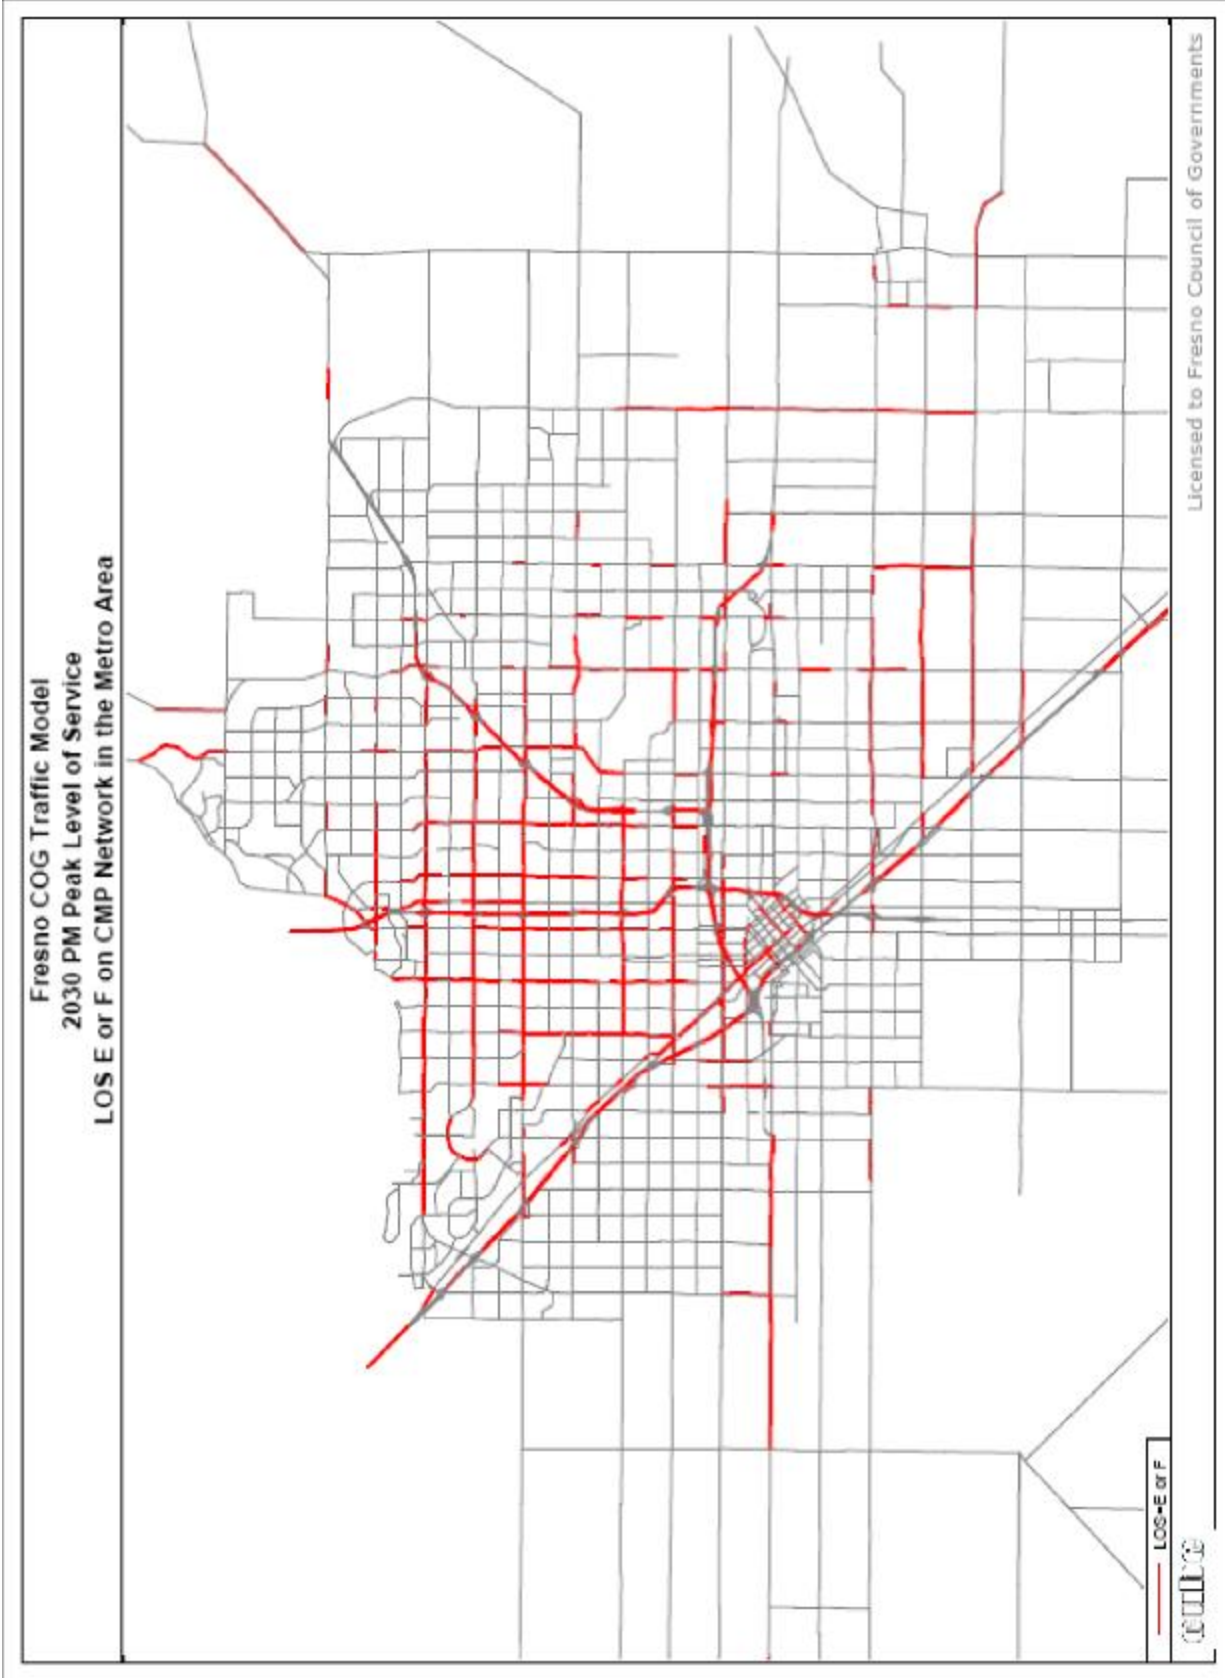 Fresno COG Traffic Model
2030 PM Peak Level of Service
LOS E or F on CMP Network in the Metro Area
LOS=E or F
Licensed to Fresno Council of Governments